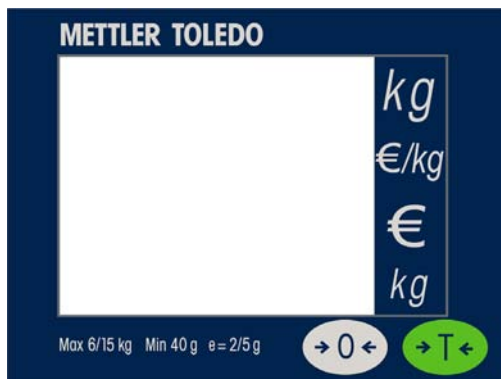 METTLER TOLEDO
kg
€/kg
€
kg
Max 6/15 kg Min 40 g e = 2/5 g
→0← →T←